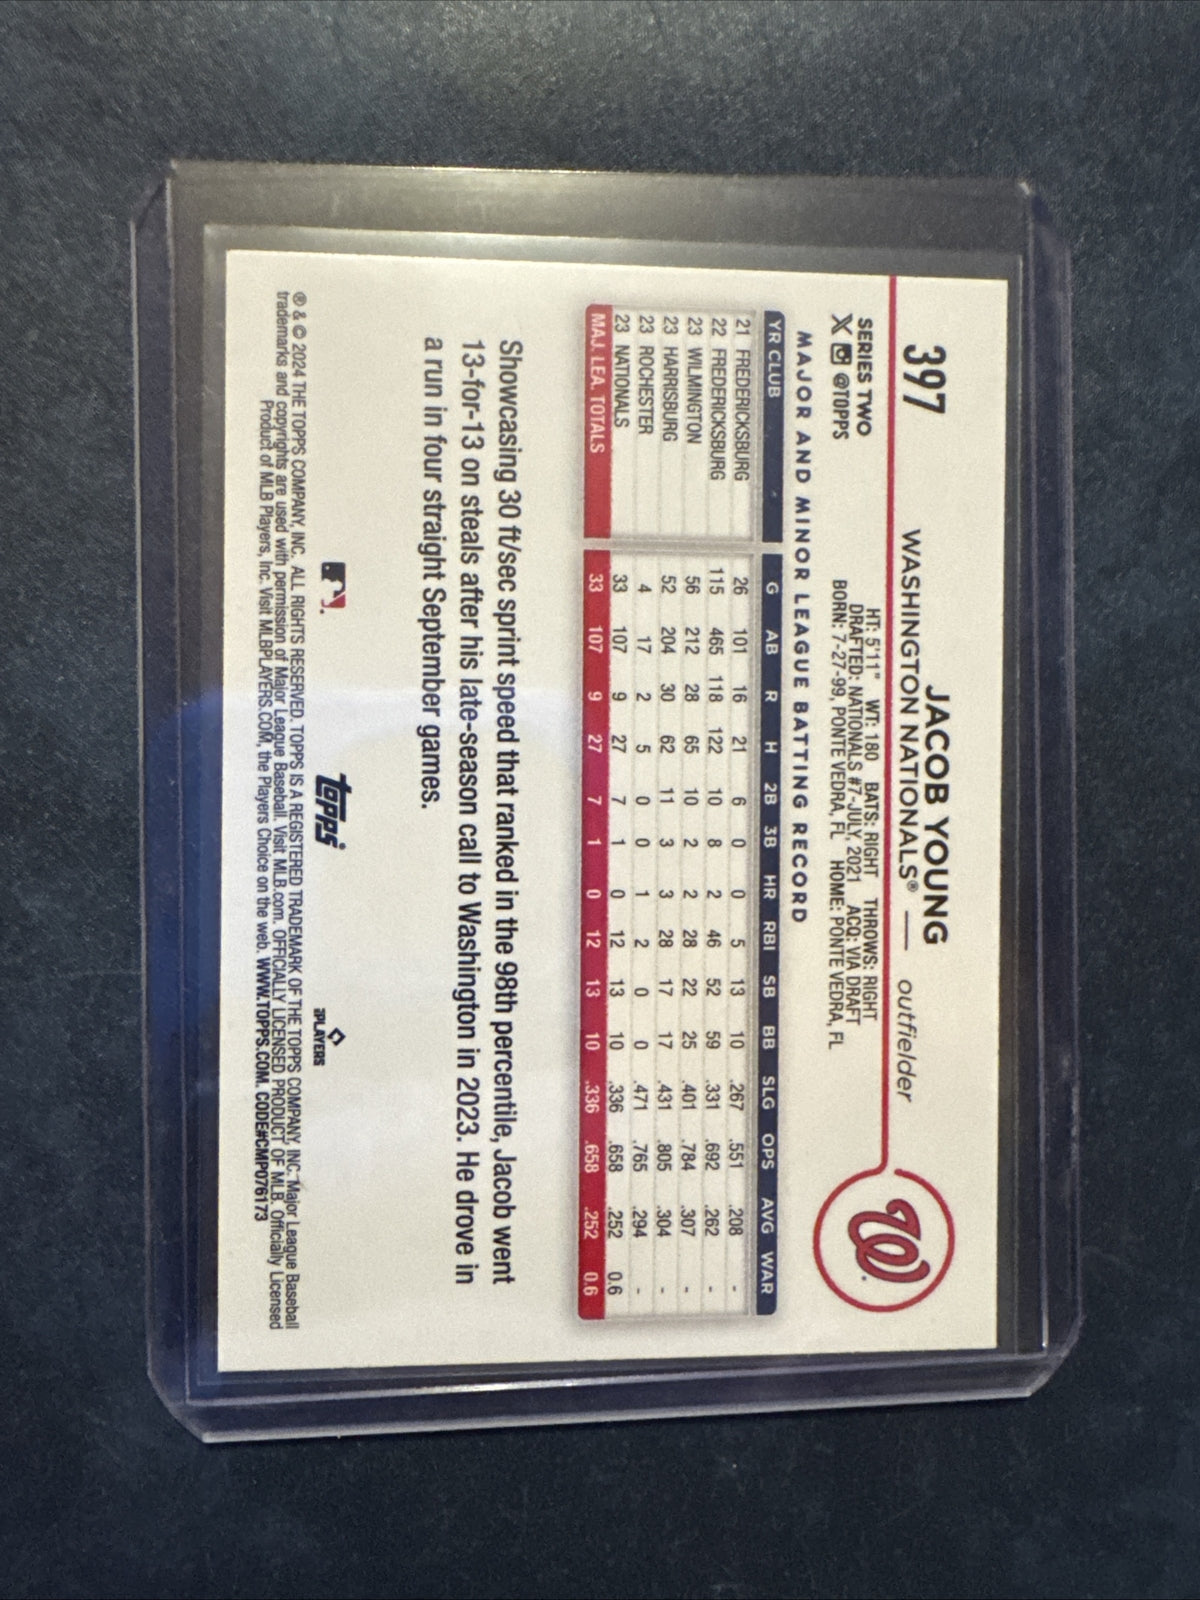 397
JACOB YOUNG
WASHINGTON NATIONALS® — outfielder
SERIES TWO
X @TOPPS
HT: 5'11" WT: 180 BATS: RIGHT THROWS: RIGHT
DRAFTED: NATIONALS #7-JULY, 2021 ACQ: VIA DRAFT
BORN: 7-27-99, PONTE VEDRA, FL HOME: PONTE VEDRA, FL
W
MAJOR AND MINOR LEAGUE BATTING RECORD
YR CLUB G AB R H 2B 3B HR RBI SB BB SLG OPS AVG WAR
21 FREDERICKSBURG 26 101 16 21 6 0 0 5 13 10 .267 .551 .208 -
22 FREDERICKSBURG 115 465 118 122 10 8 2 46 52 59 .331 .692 .262 -
23 WILMINGTON 56 212 28 65 10 2 2 28 22 25 .401 .784 .307 -
23 HARRISBURG 52 204 30 62 11 3 3 28 17 17 .431 .805 .304 -
23 ROCHESTER 4 17 2 5 0 0 1 2 0 0 .471 .765 .294 -
23 NATIONALS 33 107 9 27 7 1 0 12 13 10 .336 .658 .252 0.6
MAJ. LEA. TOTALS 33 107 9 27 7 1 0 12 13 10 .336 .658 .252 0.6
Showcasing 30 ft/sec sprint speed that ranked in the 98th percentile, Jacob went
13-for-13 on steals after his late-season call to Washington in 2023. He drove in
a run in four straight September games.
topps
PLAYERS
® & © 2024 THE TOPPS COMPANY, INC. ALL RIGHTS RESERVED. TOPPS IS A REGISTERED TRADEMARK OF THE TOPPS COMPANY, INC. Major League Baseball
trademarks and copyrights are used with permission of Major League Baseball. Visit MLB.com. OFFICIALLY LICENSED PRODUCT OF MLB. Officially Licensed
Product of MLB Players, Inc. Visit MLBPLAYERS.COM, the Players Choice on the web. WWW.TOPPS.COM. CODE#CMP076173